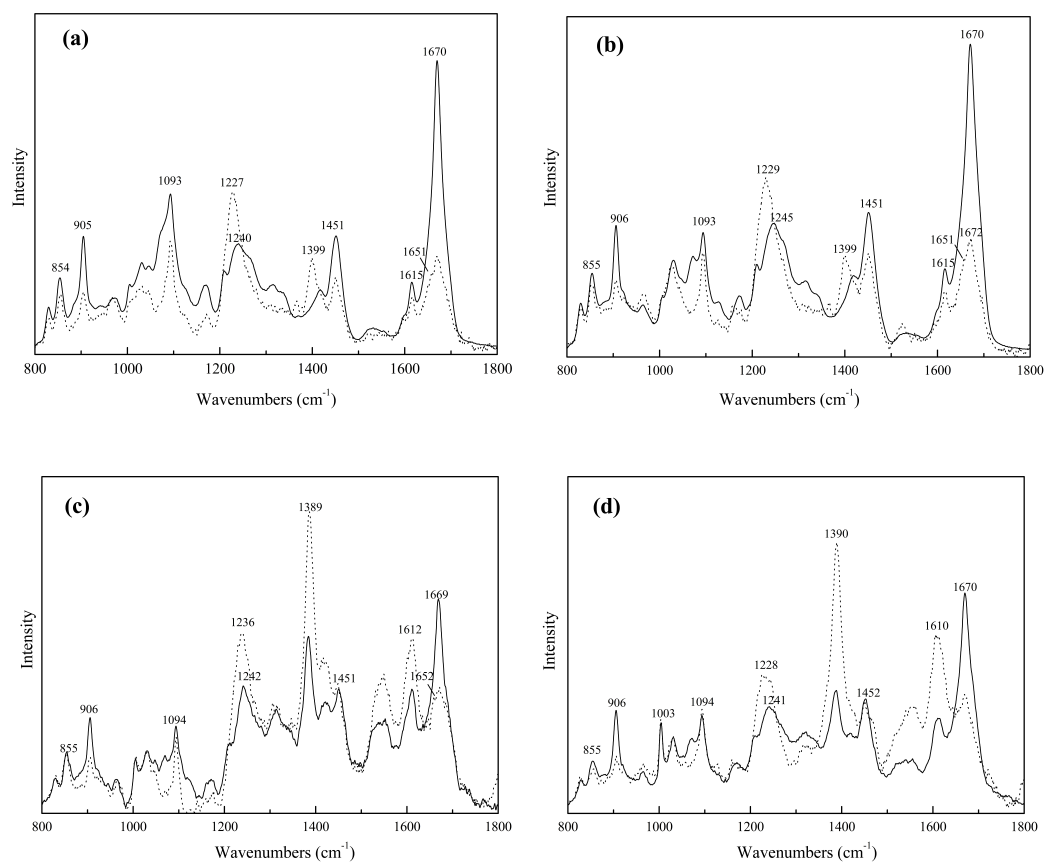 (a)
1670
1093
1227
905
1240
1451
1399
1651
854
1615
Intensity
800 1000 1200 1400 1600 1800
Wavenumbers (cm-1)
(b)
1670
1229
1245
1451
906
1093
1399
1651
1672
855
1615
Intensity
800 1000 1200 1400 1600 1800
Wavenumbers (cm-1)
(c)
1389
1669
1236
1612
1242
1451
1652
906
1094
855
Intensity
800 1000 1200 1400 1600 1800
Wavenumbers (cm-1)
(d)
1390
1670
1610
1228
1241
1452
906
1003
1094
855
Intensity
800 1000 1200 1400 1600 1800
Wavenumbers (cm-1)